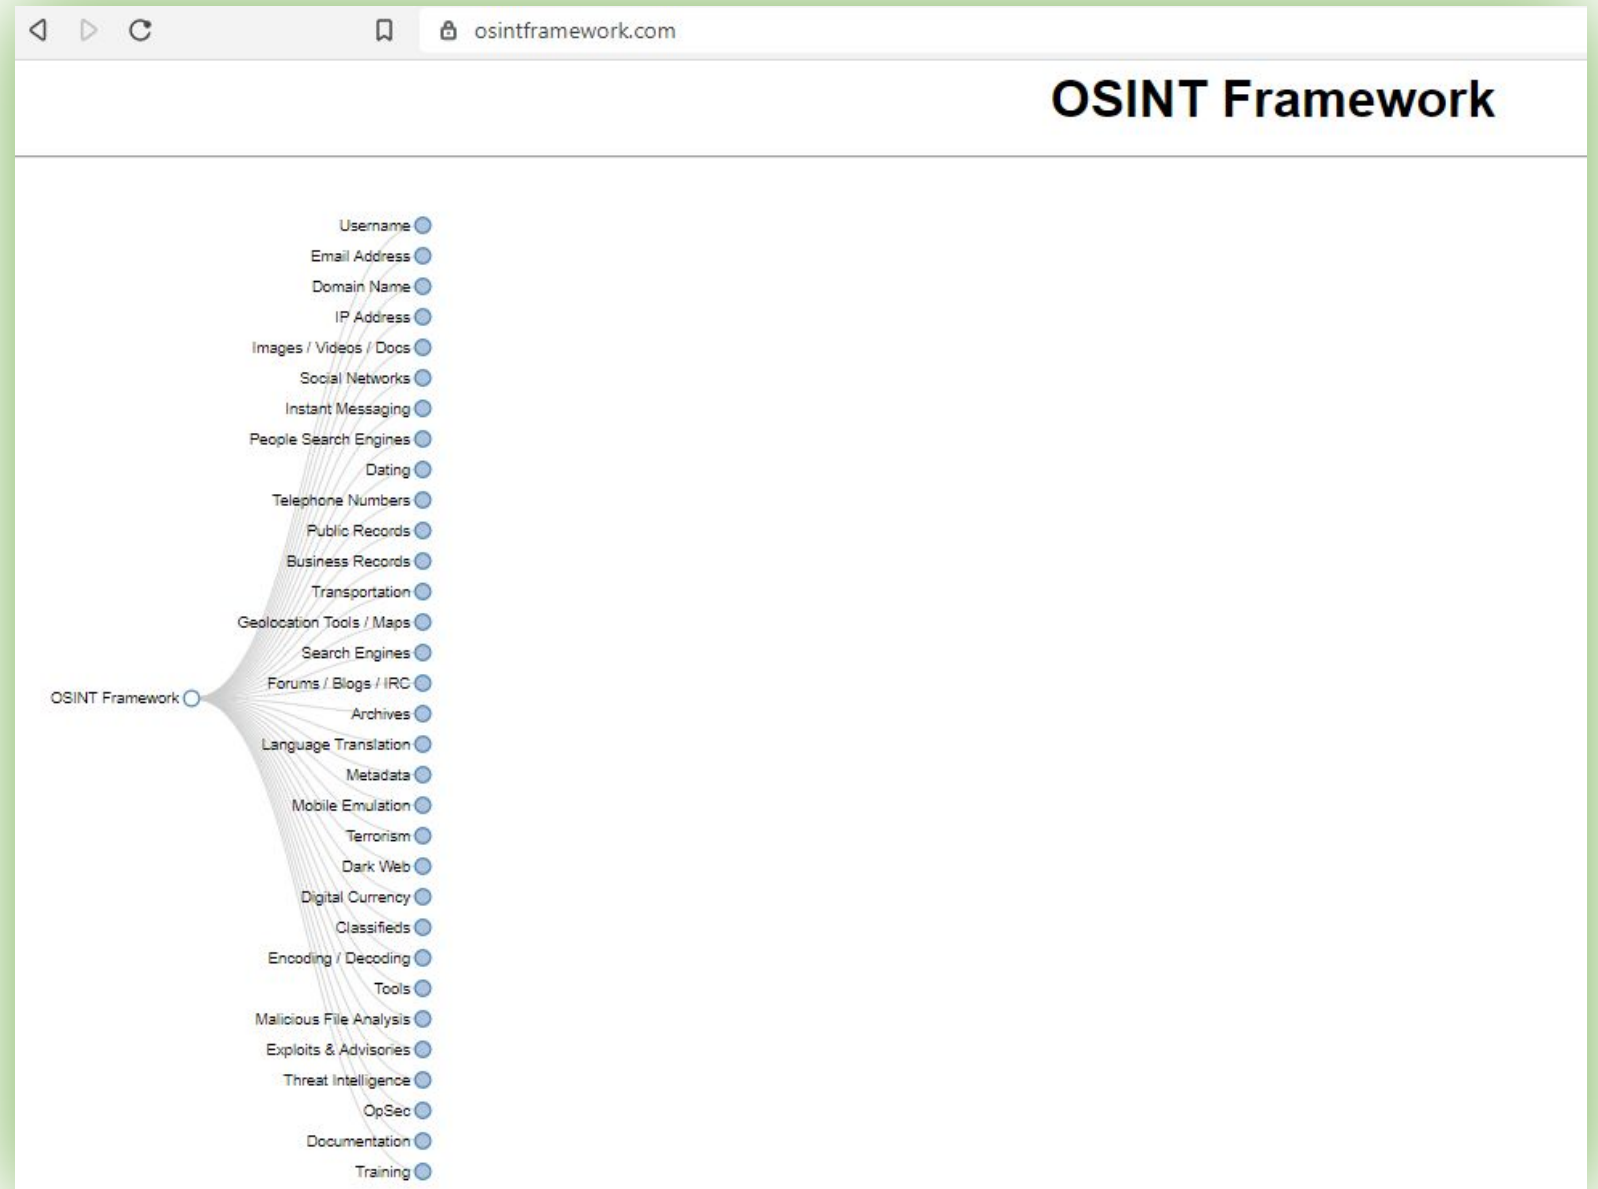 osintframework.com
OSINT Framework
Username
Email Address
Domain Name
IP Address
Images / Videos / Docs
Social Networks
Instant Messaging
People Search Engines
Dating
Telephone Numbers
Public Records
Business Records
Transportation
Geolocation Tools / Maps
Search Engines
Forums / Blogs / IRC
OSINT Framework
Archives
Language Translation
Metadata
Mobile Emulation
Terrorism
Dark Web
Digital Currency
Classifieds
Encoding / Decoding
Tools
Malicious File Analysis
Exploits & Advisories
Threat Intelligence
OpSec
Documentation
Training